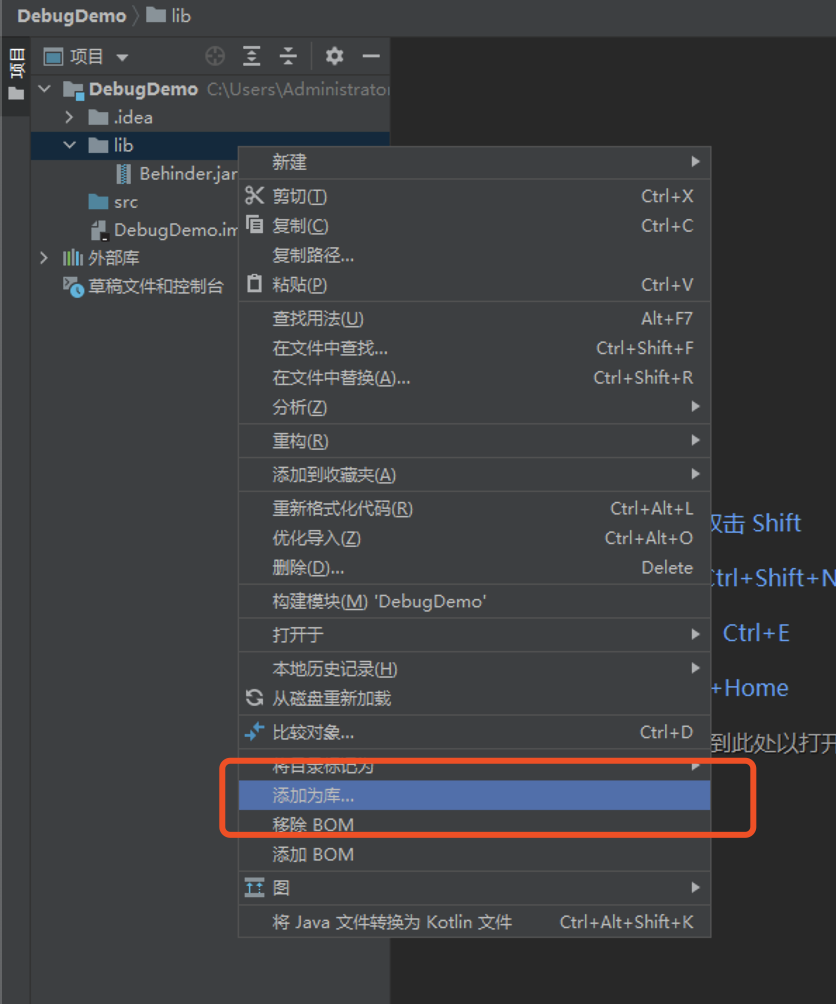 DebugDemo lib
项目
项目
DebugDemo C:\Users\Administrato
.idea
lib
Behinder.jar
src
DebugDemo.im
外部库
草稿文件和控制台
新建
剪切(T) Ctrl+X
复制(C) Ctrl+C
复制路径...
粘贴(P) Ctrl+V
查找用法(U) Alt+F7
在文件中查找... Ctrl+Shift+F
在文件中替换(A)... Ctrl+Shift+R
分析(Z)
重构(R)
添加到收藏夹(A)
重新格式化代码(R) Ctrl+Alt+L
优化导入(Z) Ctrl+Alt+O
删除(D)... Delete
构建模块(M) 'DebugDemo'
打开于
本地历史记录(H)
从磁盘重新加载
比较对象... Ctrl+D
将目录标记为
添加为库...
移除 BOM
添加 BOM
图
将 Java 文件转换为 Kotlin 文件 Ctrl+Alt+Shift+K
双击 Shift
Ctrl+Shift+N
Ctrl+E
+Home
到此处以打开